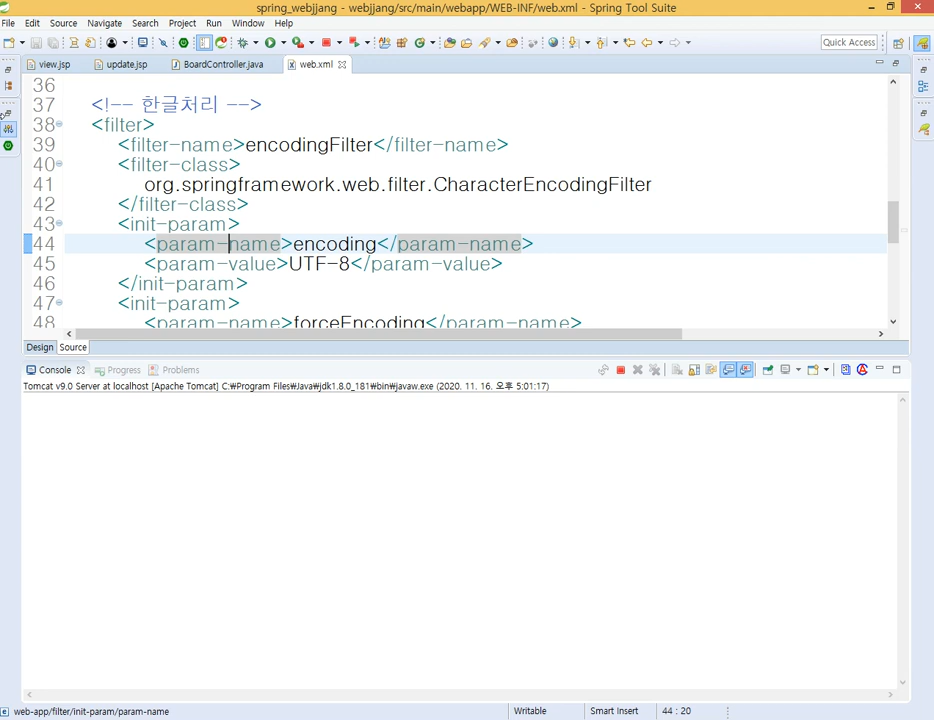 spring_webjjang - webjjang/src/main/webapp/WEB-INF/web.xml - Spring Tool Suite
File Edit Source Navigate Search Project Run Window Help
Quick Access
view.jsp update.jsp BoardController.java web.xml
36
37 <!-- 한글처리 -->
38 <filter>
39 <filter-name>encodingFilter</filter-name>
40 <filter-class>
41 org.springframework.web.filter.CharacterEncodingFilter
42 </filter-class>
43 <init-param>
44 <param-name>encoding</param-name>
45 <param-value>UTF-8</param-value>
46 </init-param>
47 <init-param>
48 <param-name>forceEncoding</param-name>
Design Source
Console Progress Problems
Tomcat v9.0 Server at localhost [Apache Tomcat] C:₩Program Files₩Java₩jdk1.8.0_181₩bin₩javaw.exe (2020. 11. 16. 오후 5:01:17)
web-app/filter/init-param/param-name Writable Smart Insert 44 : 20